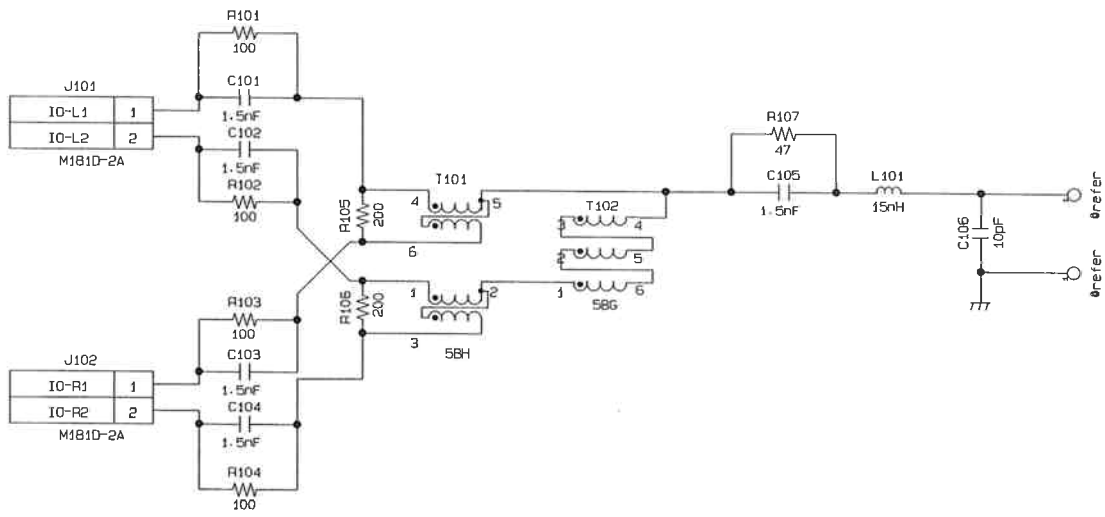 R101
100
J101
IO-L1 1
IO-L2 2
M181D-2A
C101
1.5nF
C102
1.5nF
R102
100
R105
200
T101
4 5
6
R106
200
1 2
3
5BH
T102
3 4
2 5
1 6
5BG
R107
47
C105
1.5nF
L101
15nH
C106
10pF
@refer
@refer
R103
100
J102
IO-R1 1
IO-R2 2
M181D-2A
C103
1.5nF
C104
1.5nF
R104
100